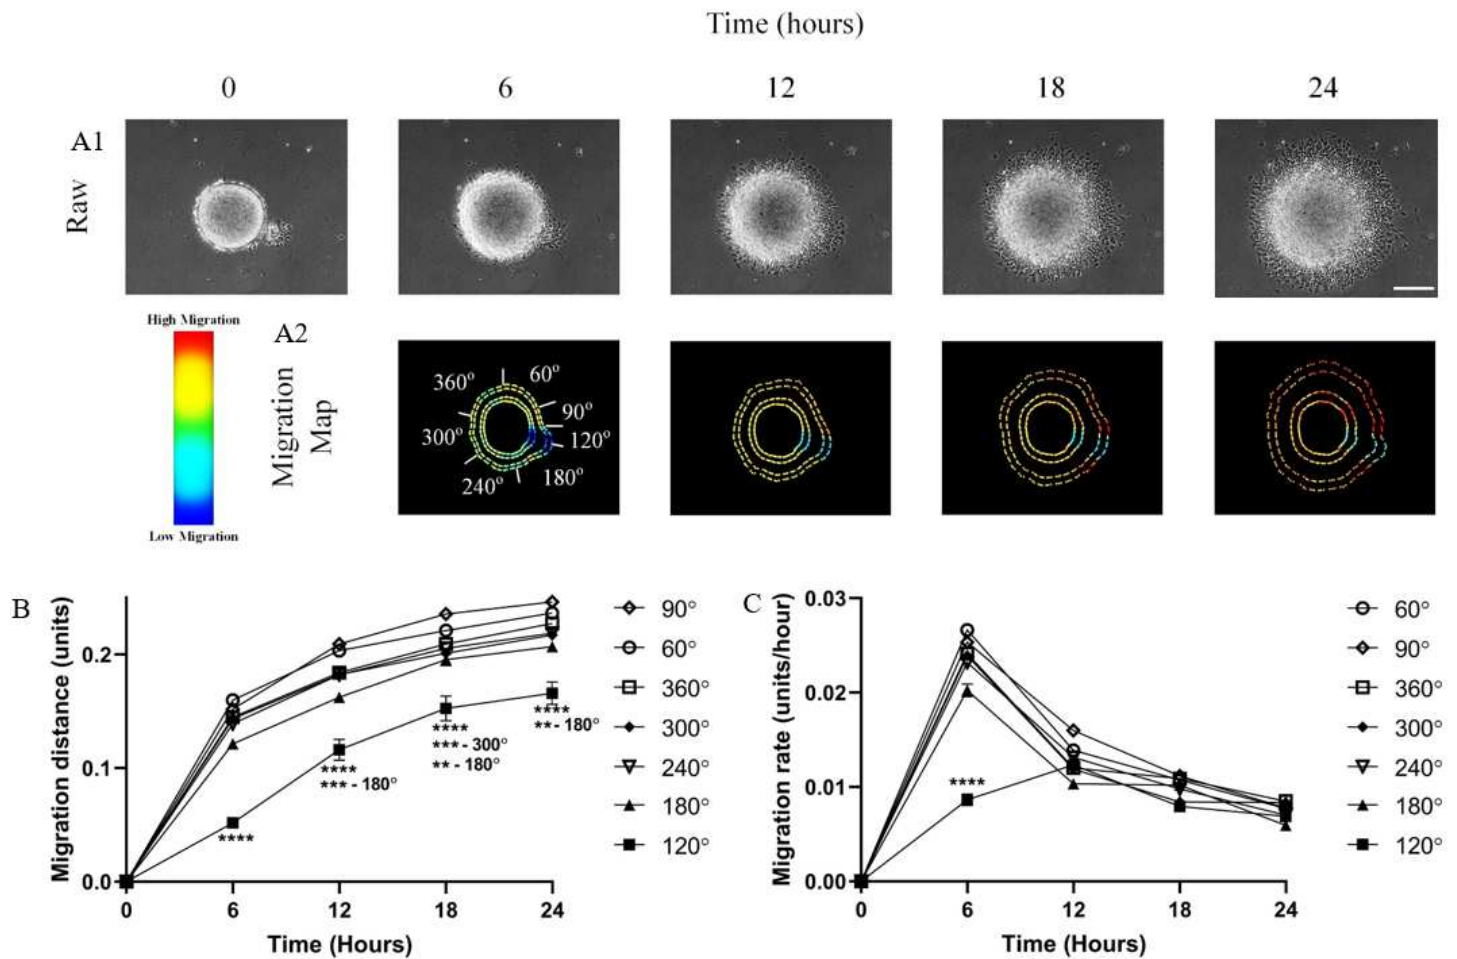 Time (hours)
0 6 12 18 24
A1
Raw
High Migration
Low Migration
A2
Migration
Map
360° 60°
90°
300° 120°
240° 180°
B
Migration distance (units)
0.2
0.1
0.0
0 6 12 18 24
Time (Hours)
****
****
*** - 180°
****
*** - 300°
** - 180°
****
** - 180°
90°
60°
360°
300°
240°
180°
120°
C
Migration rate (units/hour)
0.03
0.02
0.01
0.00
0 6 12 18 24
Time (Hours)
****
60°
90°
360°
300°
240°
180°
120°